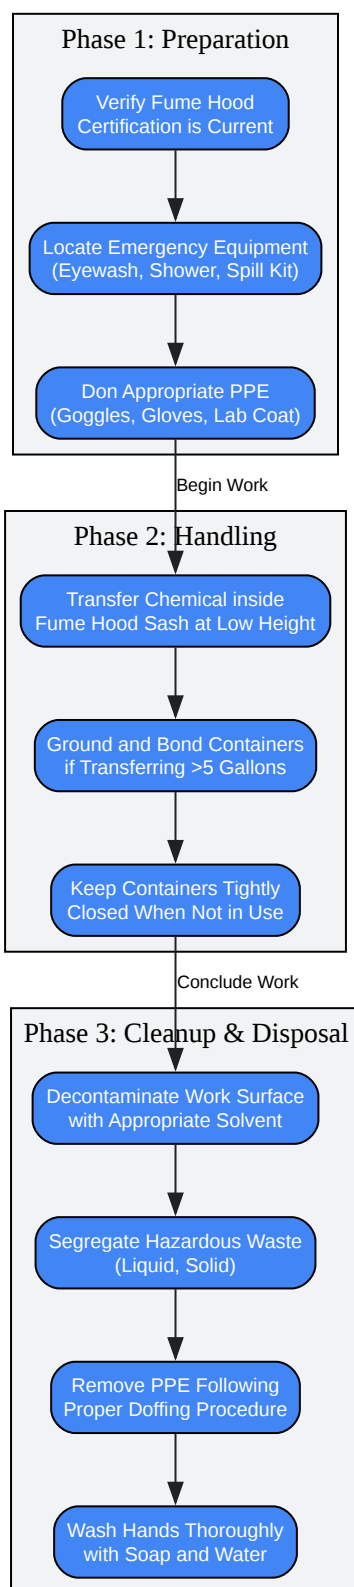 Phase 1: Preparation
Verify Fume Hood
Certification is Current
Locate Emergency Equipment
(Eyewash, Shower, Spill Kit)
Don Appropriate PPE
(Goggles, Gloves, Lab Coat)
Begin Work
Phase 2: Handling
Transfer Chemical inside
Fume Hood Sash at Low Height
Ground and Bond Containers
if Transferring >5 Gallons
Keep Containers Tightly
Closed When Not in Use
Conclude Work
Phase 3: Cleanup & Disposal
Decontaminate Work Surface
with Appropriate Solvent
Segregate Hazardous Waste
(Liquid, Solid)
Remove PPE Following
Proper Doffing Procedure
Wash Hands Thoroughly
with Soap and Water